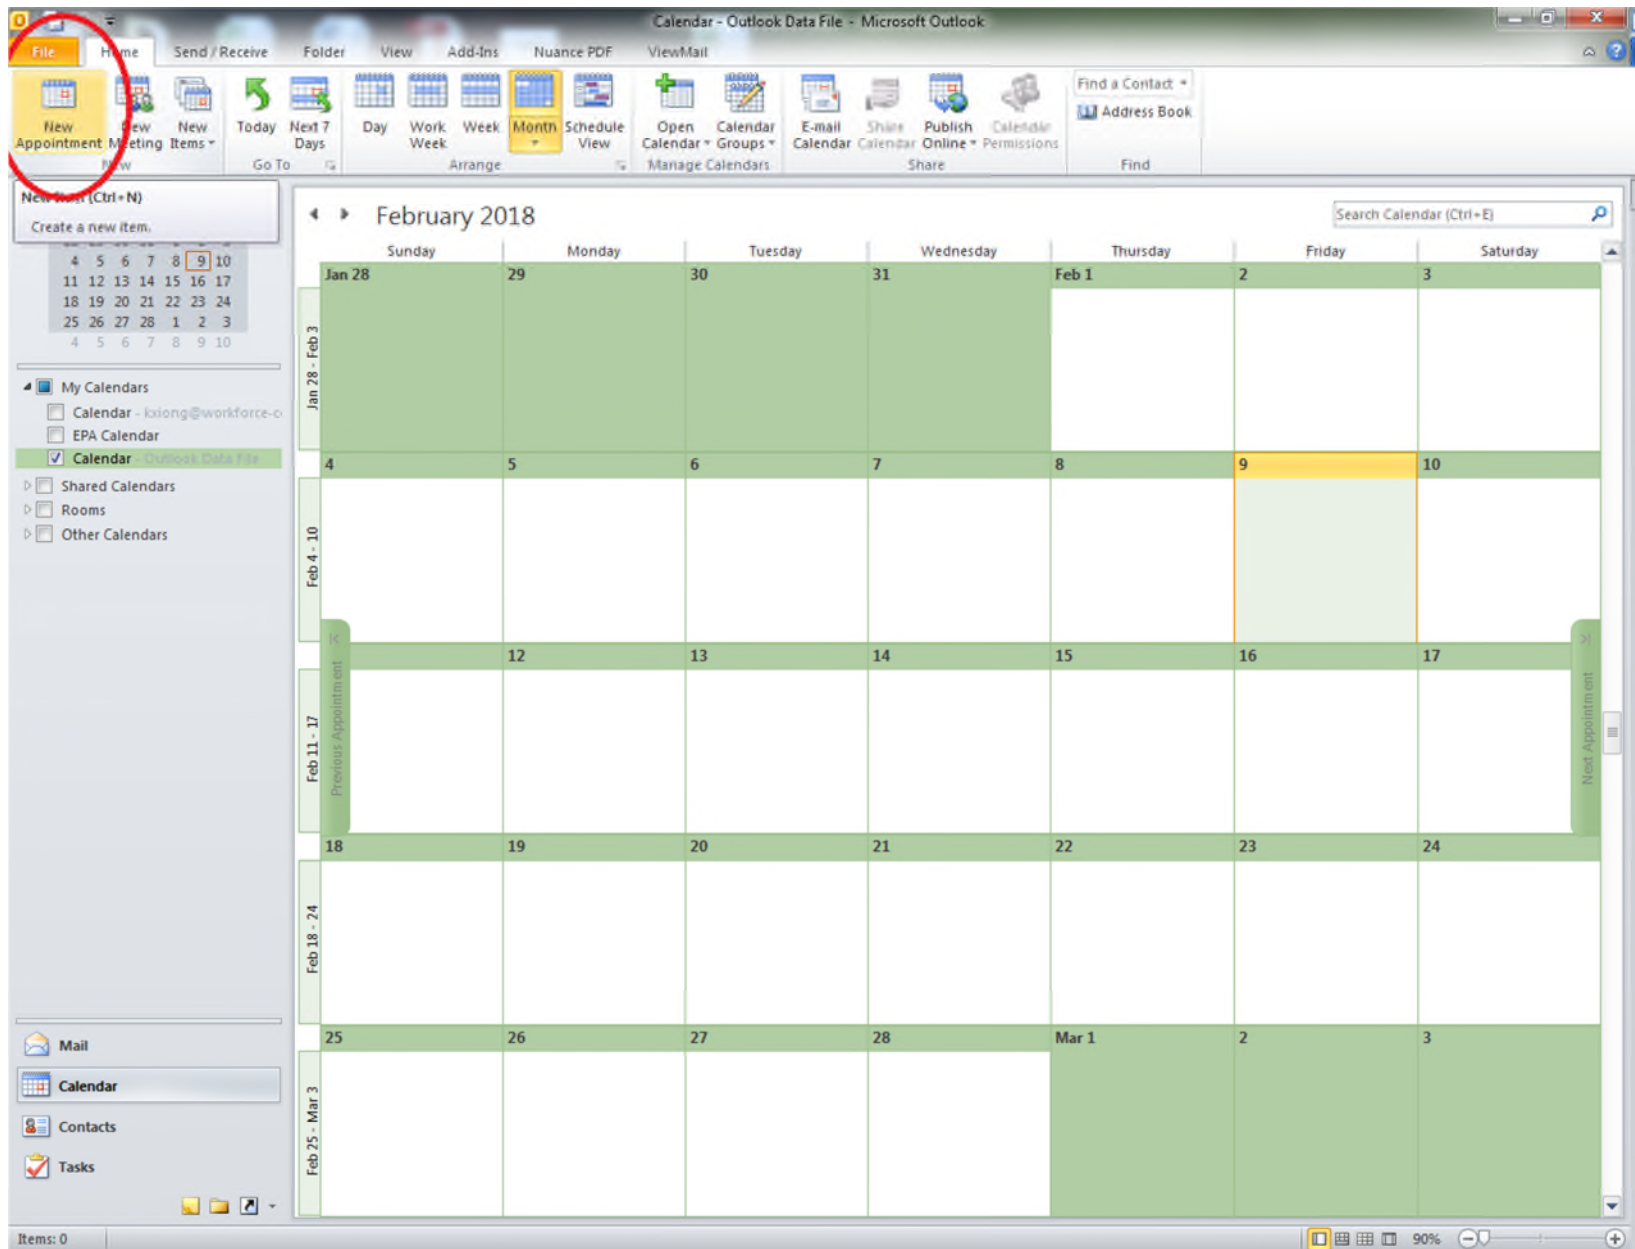 Calendar - Outlook Data File - Microsoft Outlook
File Home Send / Receive Folder View Add-Ins Nuance PDF ViewMail
New Appointment
New Meeting
New Items
New
Today
Next 7 Days
Go To
Day
Work Week
Week
Month
Schedule View
Arrange
Open Calendar
Calendar Groups
Manage Calendars
E-mail Calendar
Share Calendar
Publish Online
Calendar Permissions
Share
Find a Contact
Address Book
Find
New Item (Ctrl+N)
Create a new item.
4 5 6 7 8 9 10
11 12 13 14 15 16 17
18 19 20 21 22 23 24
25 26 27 28 1 2 3
4 5 6 7 8 9 10
My Calendars
Calendar - kxiong@workforce-c
EPA Calendar
Calendar - Outlook Data File
Shared Calendars
Rooms
Other Calendars
Mail
Calendar
Contacts
Tasks
February 2018
Search Calendar (Ctrl+E)
Sunday Monday Tuesday Wednesday Thursday Friday Saturday
Jan 28 - Feb 3
Jan 28 29 30 31 Feb 1 2 3
Feb 4 - 10
4 5 6 7 8 9 10
Feb 11 - 17
12 13 14 15 16 17
Previous Appointment
Next Appointment
Feb 18 - 24
18 19 20 21 22 23 24
Feb 25 - Mar 3
25 26 27 28 Mar 1 2 3
Items: 0
90%